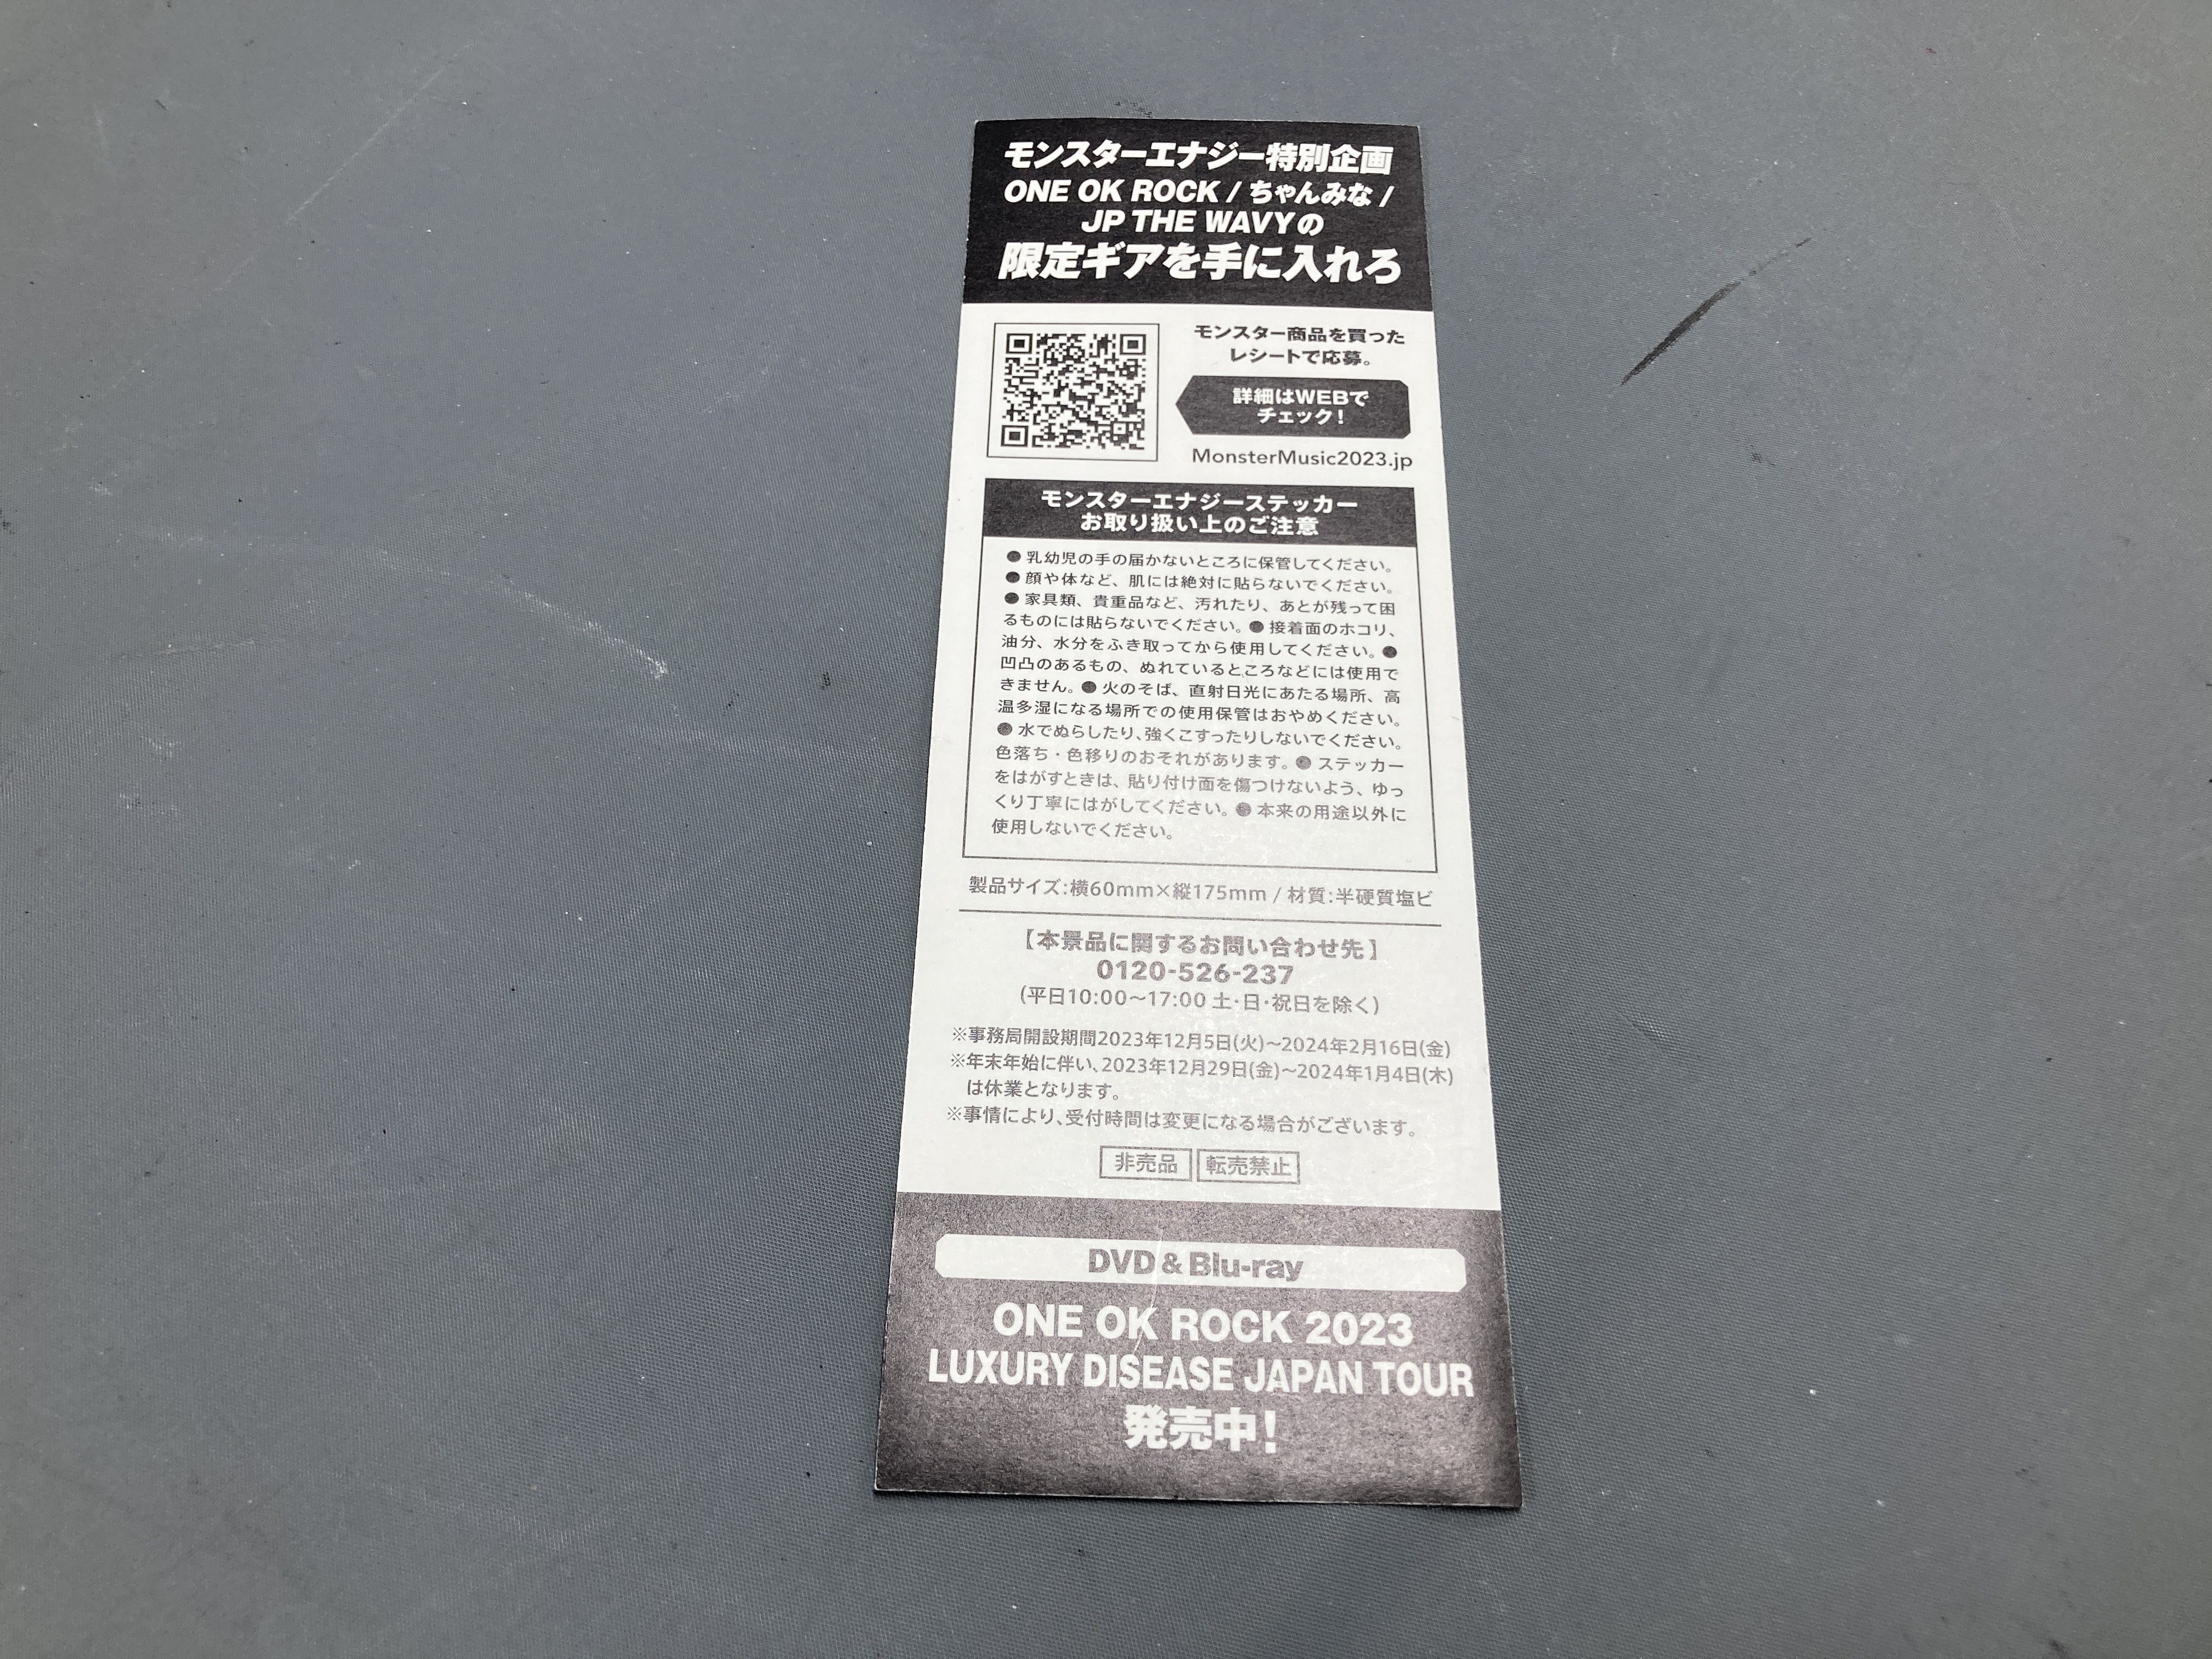 モンスターエナジー特別企画
ONE OK ROCK / ちゃんみな /
JP THE WAVYの
限定ギアを手に入れろ
モンスター商品を買った
レシートで応募。
詳細はWEBで
チェック!
MonsterMusic2023.jp
モンスターエナジーステッカー
お取り扱い上のご注意
● 乳幼児の手の届かないところに保管してください。
● 顔や体など、肌には絶対に貼らないでください。
● 家具類、貴重品など、汚れたり、あとが残って困
るものには貼らないでください。● 接着面のホコリ、
油分、水分をふき取ってから使用してください。●
凹凸のあるもの、ぬれているところなどには使用で
きません。● 火のそば、直射日光にあたる場所、高
温多湿になる場所での使用保管はおやめください。
● 水でぬらしたり、強くこすったりしないでください。
色落ち・色移りのおそれがあります。● ステッカー
をはがすときは、貼り付け面を傷つけないよう、ゆっ
くり丁寧にはがしてください。● 本来の用途以外に
使用しないでください。
製品サイズ:横60mm×縦175mm / 材質:半硬質塩ビ
【本景品に関するお問い合わせ先】
0120-526-237
(平日10:00〜17:00 土・日・祝日を除く)
※事務局開設期間2023年12月5日(火)〜2024年2月16日(金)
※年末年始に伴い、2023年12月29日(金)〜2024年1月4日(木)
は休業となります。
※事情により、受付時間は変更になる場合がございます。
非売品 転売禁止
DVD & Blu-ray
ONE OK ROCK 2023
LUXURY DISEASE JAPAN TOUR
発売中!